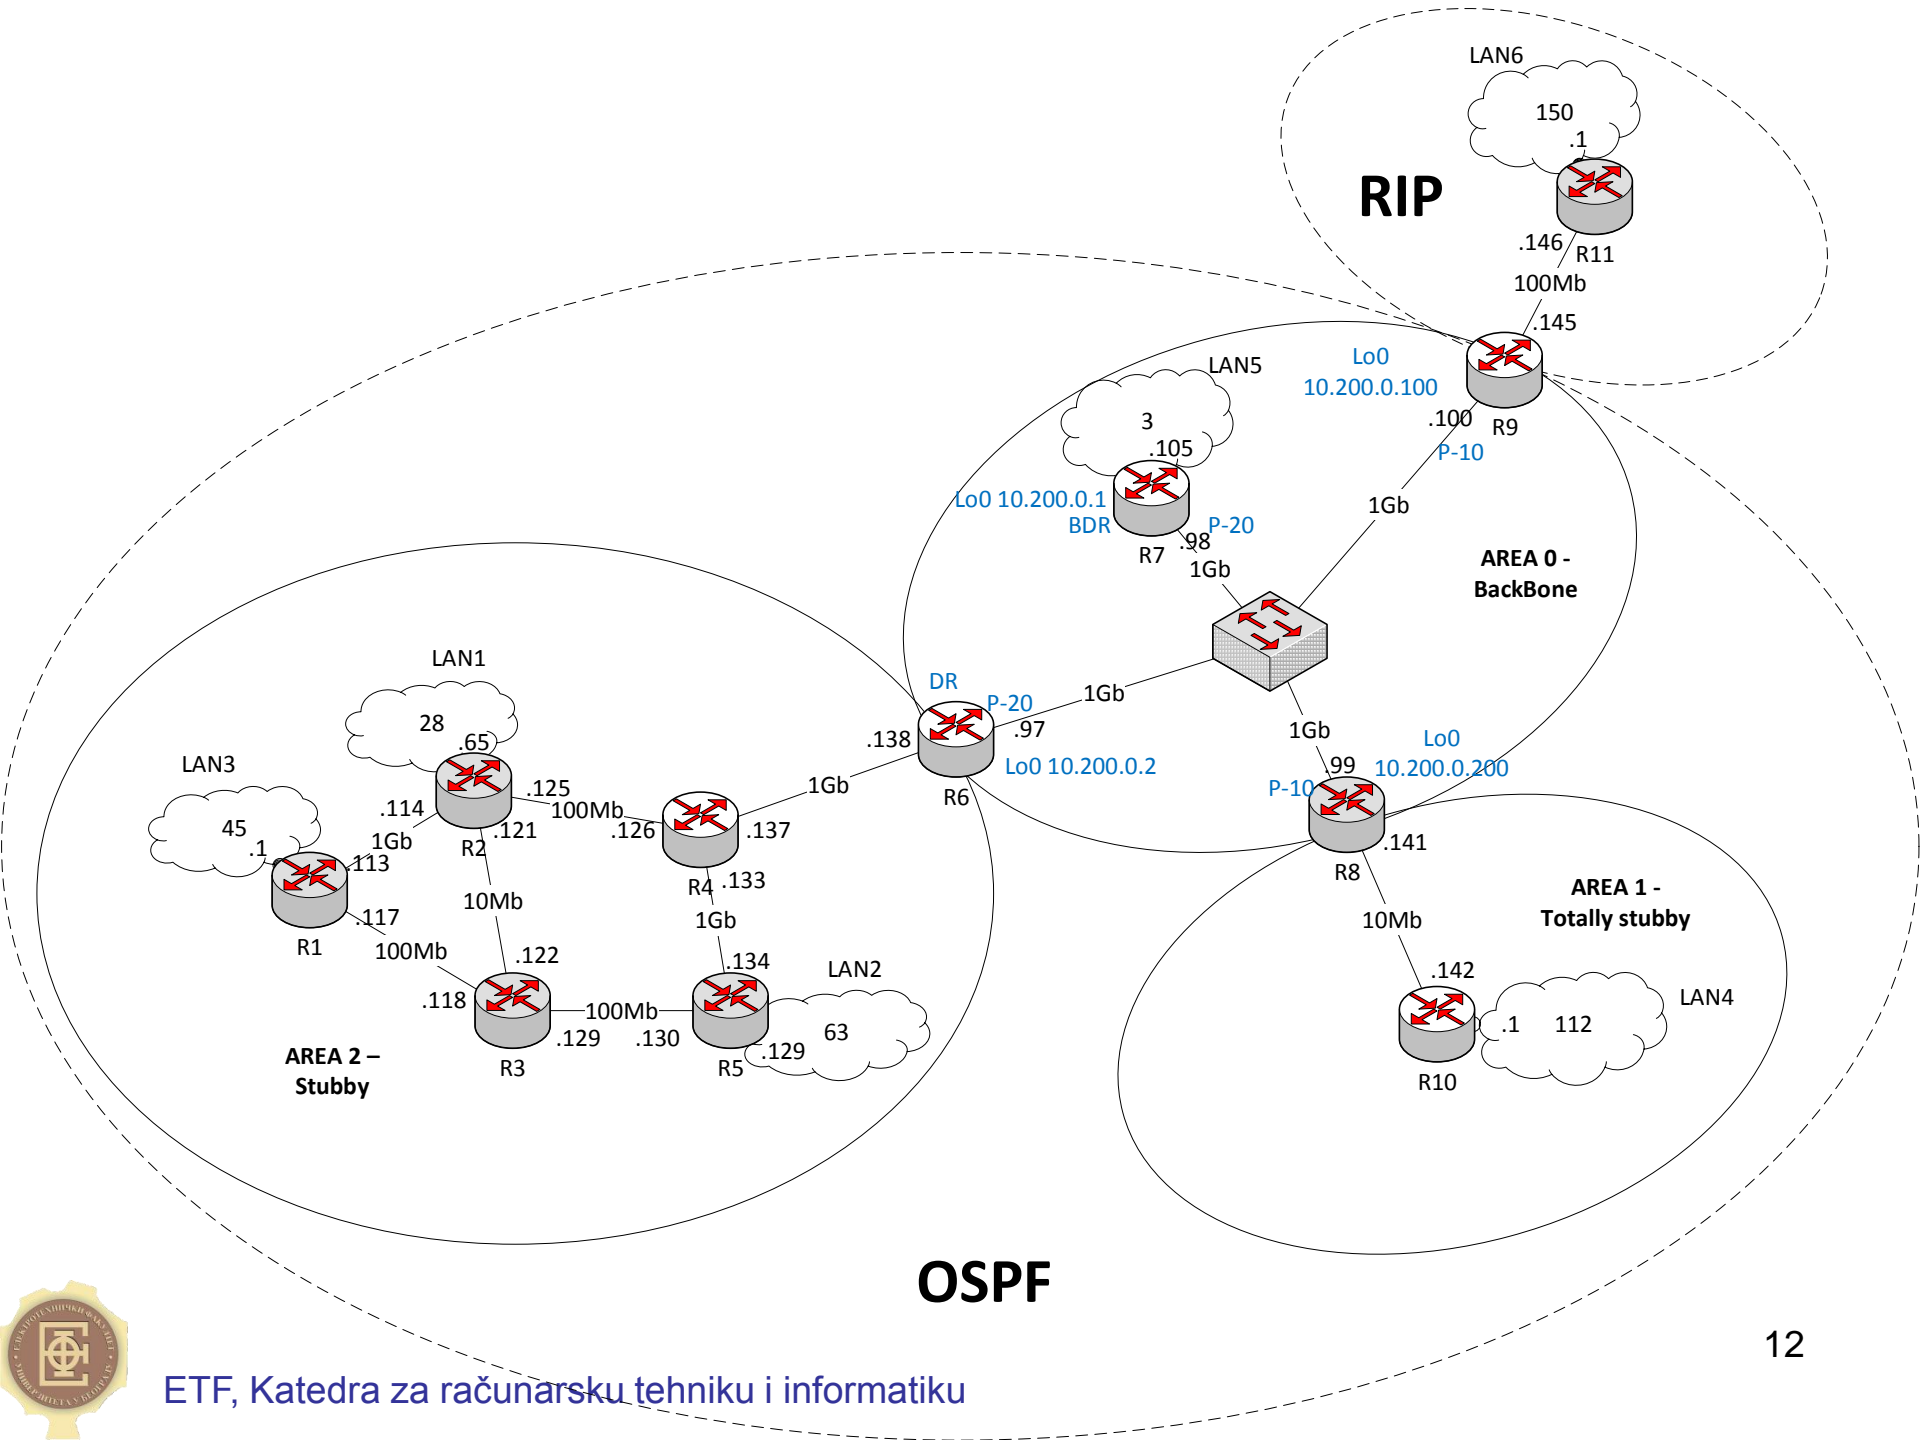 LAN6
150
.1
RIP
.146
R11
100Mb
.145
Lo0
10.200.0.100
LAN5
3
.105
.100
R9
P-10
Lo0 10.200.0.1
BDR
P-20
R7
.98
1Gb
1Gb
AREA 0 -
BackBone
LAN1
28
.65
DR
P-20
1Gb
.97
.138
Lo0 10.200.0.2
R6
1Gb
Lo0
10.200.0.200
.99
P-10
.141
R8
LAN3
45
.1
.114
1Gb
.113
.125
100Mb
.126
.121
R2
1Gb
.137
R4
.133
10Mb
1Gb
.117
R1
100Mb
.122
.118
.134
LAN2
100Mb
.129
.130
.129
63
R3
R5
AREA 2 –
Stubby
10Mb
AREA 1 -
Totally stubby
.142
LAN4
.1
112
R10
OSPF
12
ETF, Katedra za računarsku tehniku i informatiku